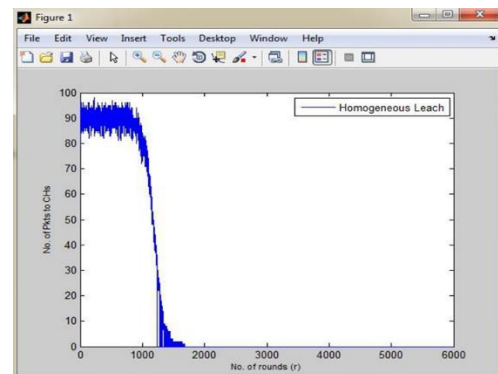 Figure 1
File Edit View Insert Tools Desktop Window Help
Homogeneous Leach
100
90
80
70
60
50
40
30
20
10
0
No. of Pkts to CHs
0 1000 2000 3000 4000 5000 6000
No. of rounds (r)